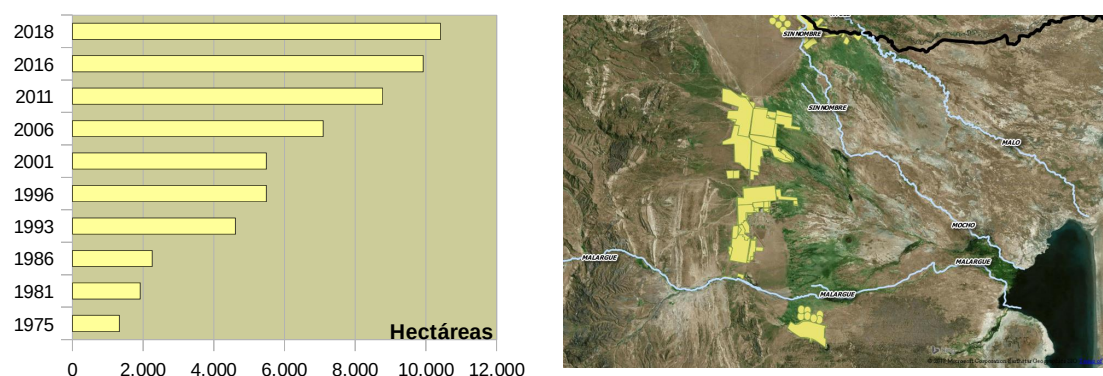 2018
2016
2011
2006
2001
1996
1993
1986
1981
1975
Hectáreas
0 2.000 4.000 6.000 8.000 10.000 12.000
SIN NOMBRE
SIN NOMBRE
MALO
MOCHO
MALARGUE
MALARGUE
MALARGUE